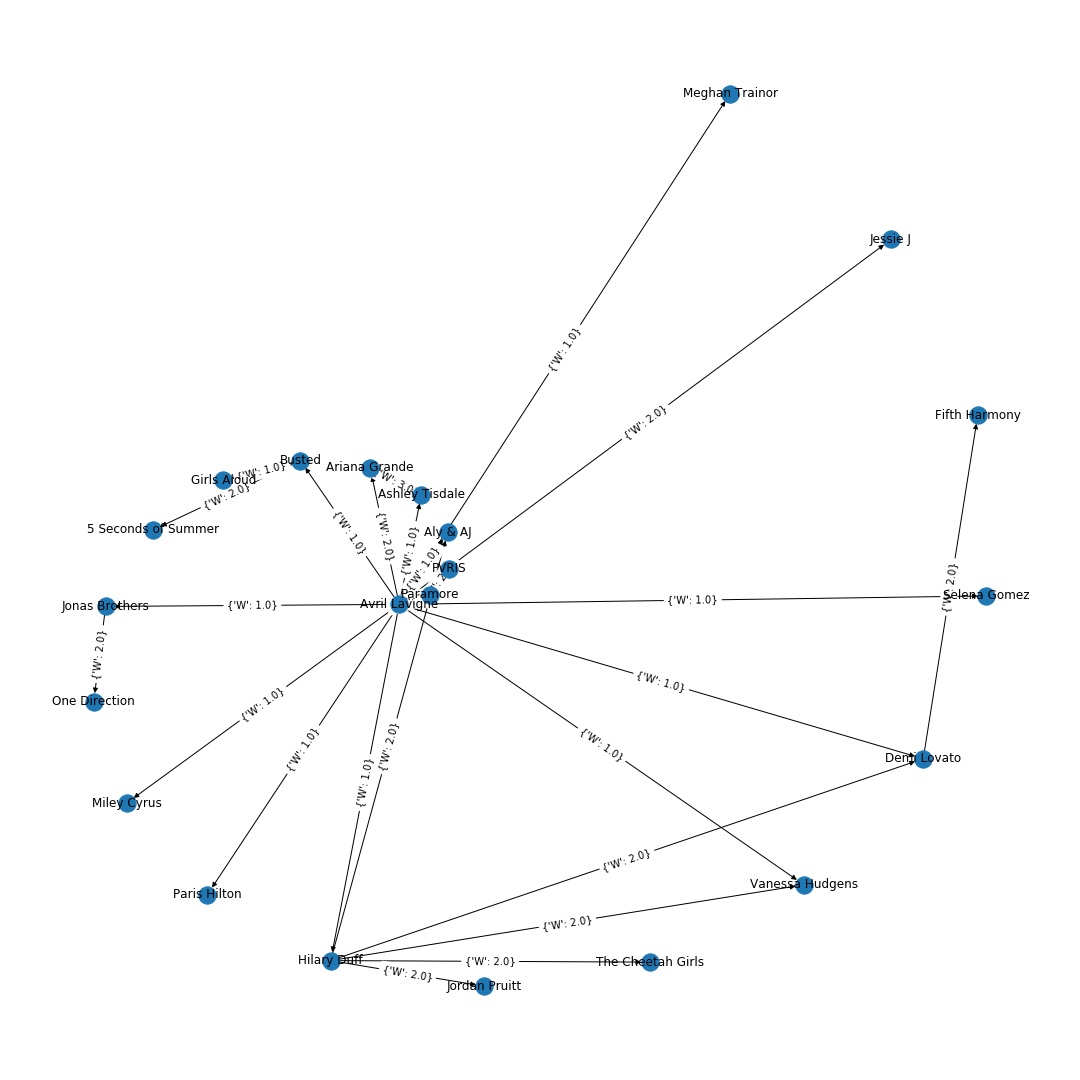 Meghan Trainor
Jessie J
{'W': 1.0}
Fifth Harmony
{'W': 2.0}
Busted
Ariana Grande
{'W': 1.0}
Girls Aloud
{'W': 3.0}
Ashley Tisdale
{'W': 2.0}
5 Seconds of Summer
{'W': 1.0}
{'W': 2.0}
Aly & AJ
{'W': 1.0}
{'W': 1.0}
PVRIS
{'W': 2.0}
Paramore
Avril Lavigne
Selena Gomez
{'W': 1.0}
Jonas Brothers
{'W': 1.0}
{'W': 2.0}
{'W': 1.0}
One Direction
{'W': 1.0}
{'W': 1.0}
{'W': 1.0}
{'W': 2.0}
Demi Lovato
{'W': 1.0}
Miley Cyrus
{'W': 2.0}
Vanessa Hudgens
Paris Hilton
{'W': 2.0}
Hilary Duff
{'W': 2.0}
The Cheetah Girls
{'W': 2.0}
Jordan Pruitt